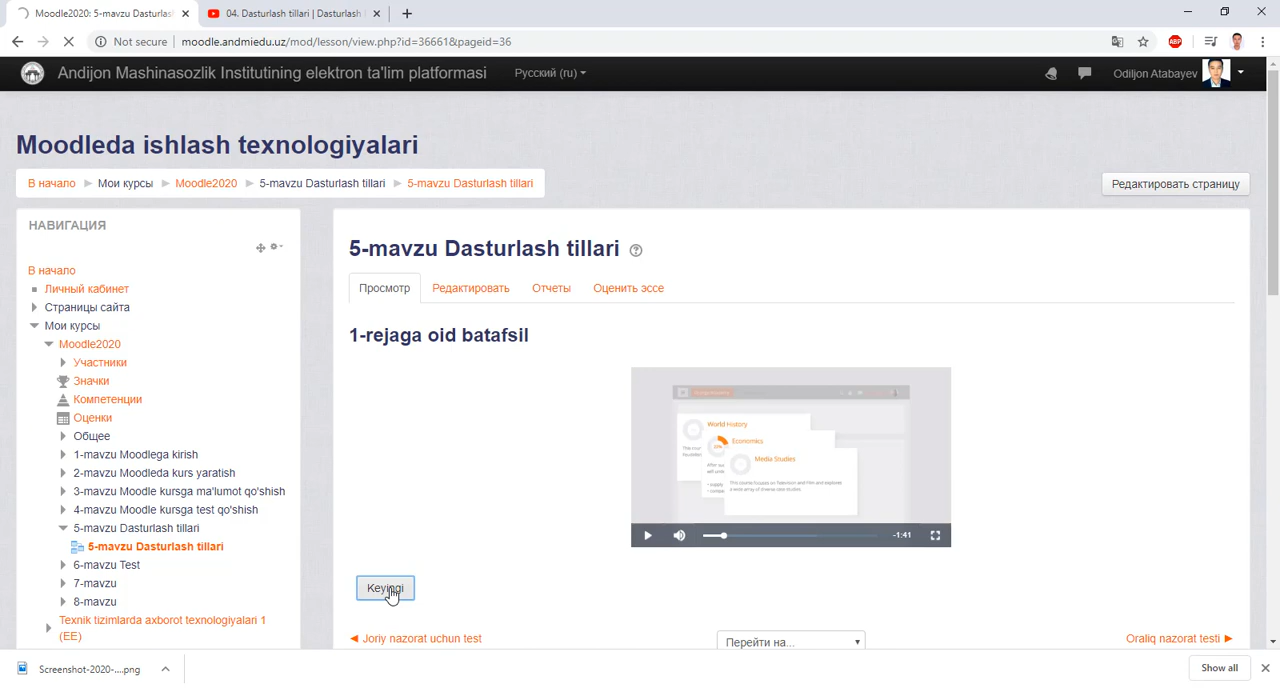 Moodle2020: 5-mavzu Dasturlas
04. Dasturlash tillari | Dasturlash
Not secure
moodle.andmiedu.uz/mod/lesson/view.php?id=36661&pageid=36
ABP
Andijon Mashinasozlik Institutining elektron ta'lim platformasi
Русский (ru)
Odiljon Atabayev
Moodleda ishlash texnologiyalari
В начало ► Мои курсы ► Moodle2020 ► 5-mavzu Dasturlash tillari ► 5-mavzu Dasturlash tillari
Редактировать страницу
НАВИГАЦИЯ
В начало
Личный кабинет
Страницы сайта
Мои курсы
Moodle2020
Участники
Значки
Компетенции
Оценки
Общее
1-mavzu Moodlega kirish
2-mavzu Moodleda kurs yaratish
3-mavzu Moodle kursga ma'lumot qo'shish
4-mavzu Moodle kursga test qo'shish
5-mavzu Dasturlash tillari
5-mavzu Dasturlash tillari
6-mavzu Test
7-mavzu
8-mavzu
Texnik tizimlarda axborot texnologiyalari 1
(EE)
5-mavzu Dasturlash tillari
Просмотр
Редактировать
Отчеты
Оценить эссе
1-rejaga oid batafsil
World History
Economics
Media Studies
-1:41
Keyingi
◄ Joriy nazorat uchun test
Перейти на...
Oraliq nazorat testi ►
Screenshot-2020-....png
Show all